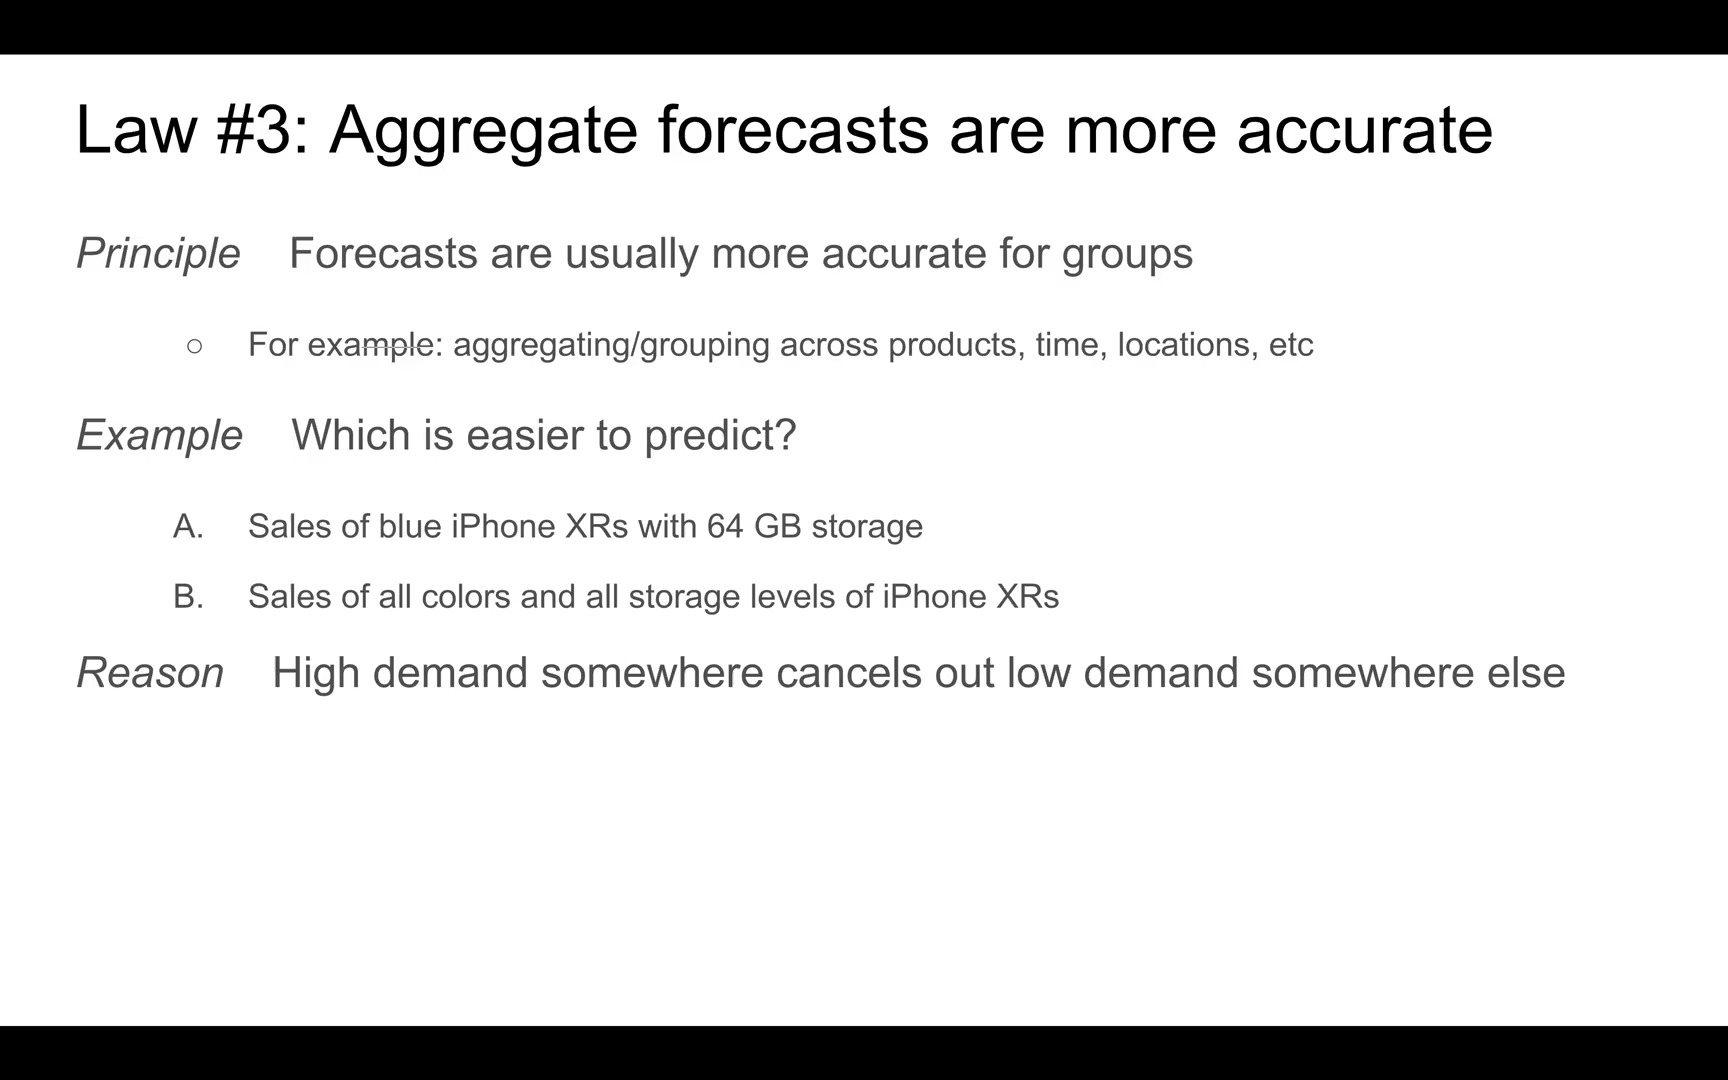 Law #3: Aggregate forecasts are more accurate
Principle Forecasts are usually more accurate for groups
○ For example: aggregating/grouping across products, time, locations, etc
Example Which is easier to predict?
A. Sales of blue iPhone XRs with 64 GB storage
B. Sales of all colors and all storage levels of iPhone XRs
Reason High demand somewhere cancels out low demand somewhere else